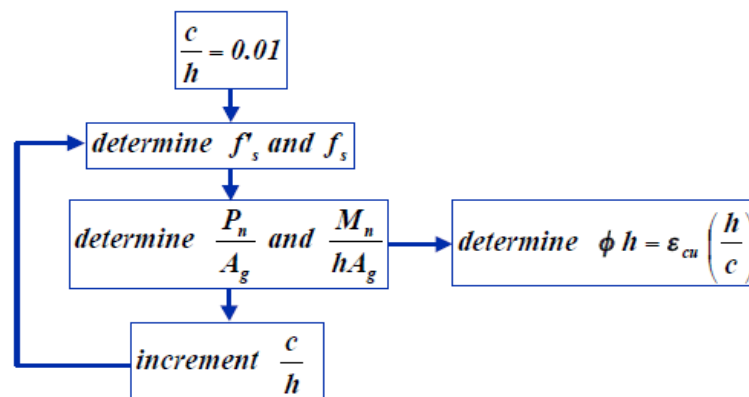 c/h = 0.01
determine f's and fs
determine Pn/Ag and Mn/hAg
determine ϕ h = εcu (h/c)
increment c/h